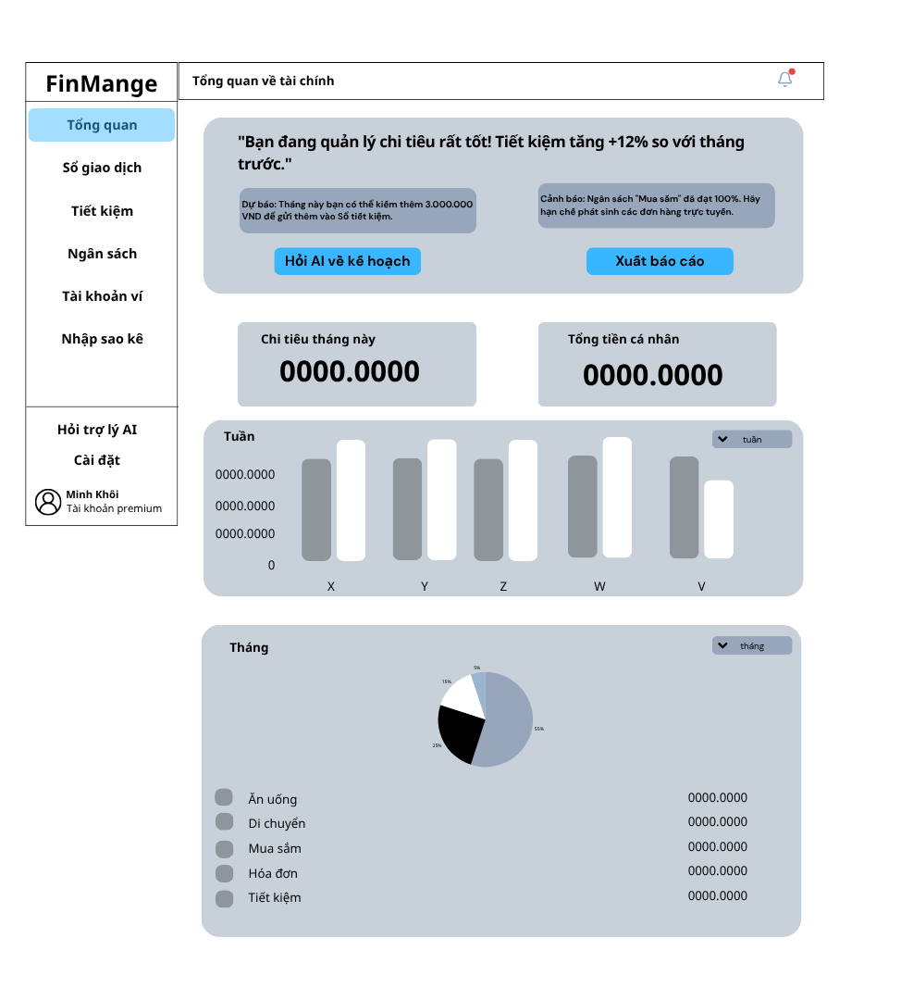 FinMange
Tổng quan
Sổ giao dịch
Tiết kiệm
Ngân sách
Tài khoản ví
Nhập sao kê
Hỏi trợ lý AI
Cài đặt
Minh Khôi
Tài khoản premium
Tổng quan về tài chính
"Bạn đang quản lý chi tiêu rất tốt! Tiết kiệm tăng +12% so với tháng
trước."
Dự báo: Tháng này bạn có thể kiếm thêm 3.000.000
VND để gửi thêm vào Sổ tiết kiệm.
Cảnh báo: Ngân sách "Mua sắm" đã đạt 100%. Hãy
hạn chế phát sinh các đơn hàng trực tuyến.
Hỏi AI về kế hoạch
Xuất báo cáo
Chi tiêu tháng này
0000.0000
Tổng tiền cá nhân
0000.0000
Tuần
tuần
0000.0000
0000.0000
0000.0000
0
X Y Z W V
Tháng
tháng
5%
15%
55%
25%
Ăn uống 0000.0000
Di chuyển 0000.0000
Mua sắm 0000.0000
Hóa đơn 0000.0000
Tiết kiệm 0000.0000